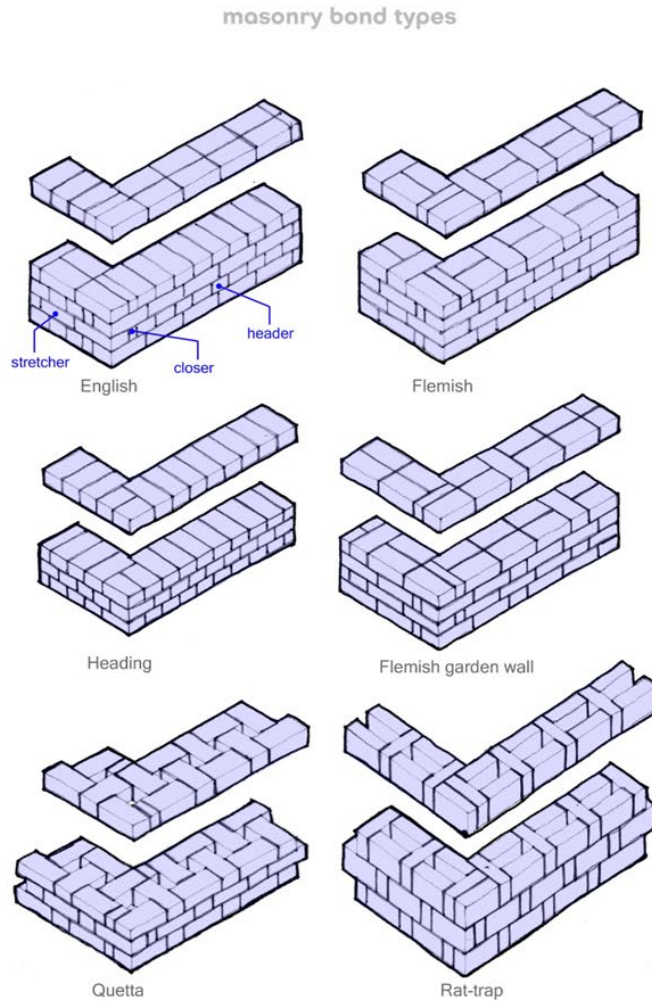 masonry bond types
header
stretcher
closer
English
Flemish
Heading
Flemish garden wall
Quetta
Rat-trap